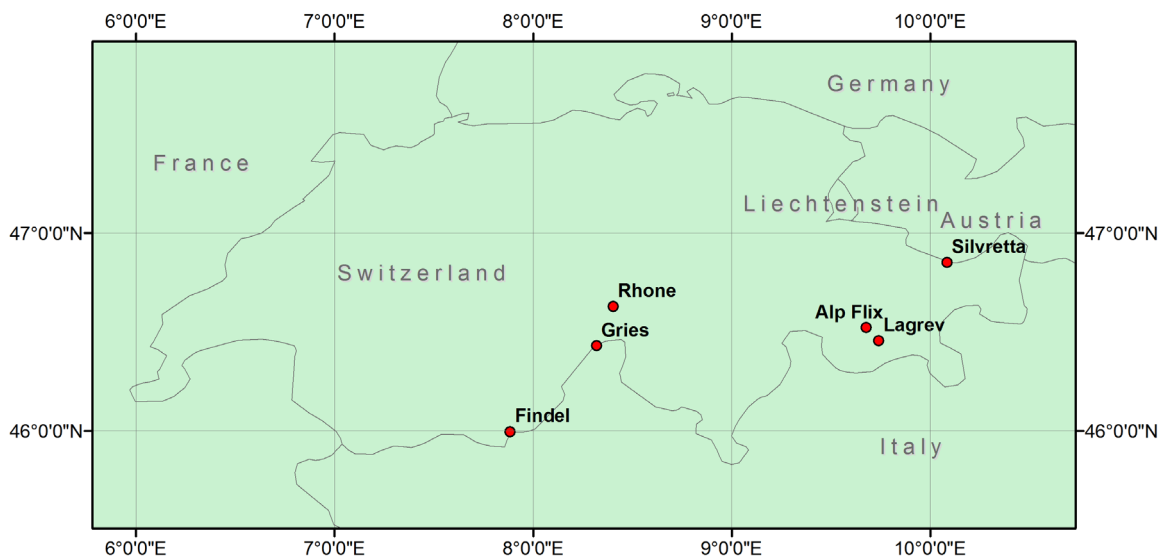 6°0'0"E 7°0'0"E 8°0'0"E 9°0'0"E 10°0'0"E
Germany
France
Liechtenstein
Austria
47°0'0"N 47°0'0"N
Silvretta
Switzerland
Rhone
Alp Flix
Lagrev
Gries
Findel
46°0'0"N 46°0'0"N
Italy
6°0'0"E 7°0'0"E 8°0'0"E 9°0'0"E 10°0'0"E